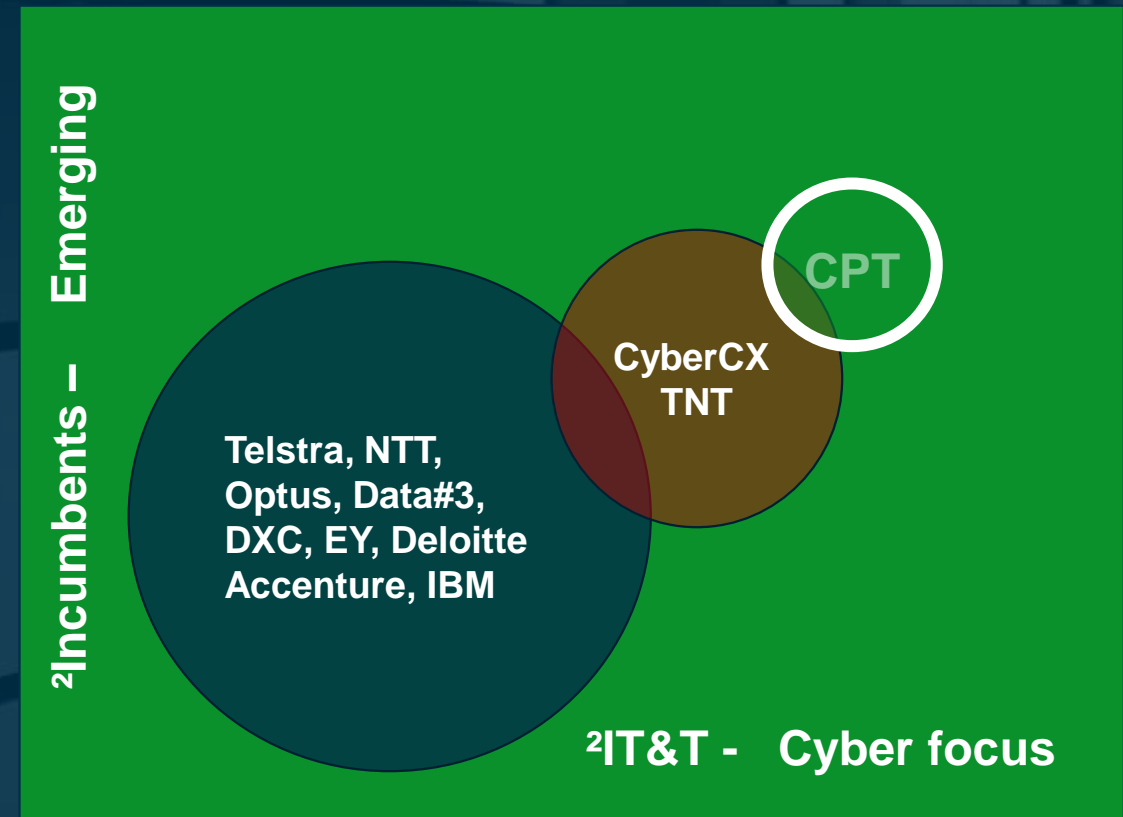 ²Incumbents – Emerging
CPT
CyberCX
TNT
Telstra, NTT,
Optus, Data#3,
DXC, EY, Deloitte
Accenture, IBM
²IT&T - Cyber focus